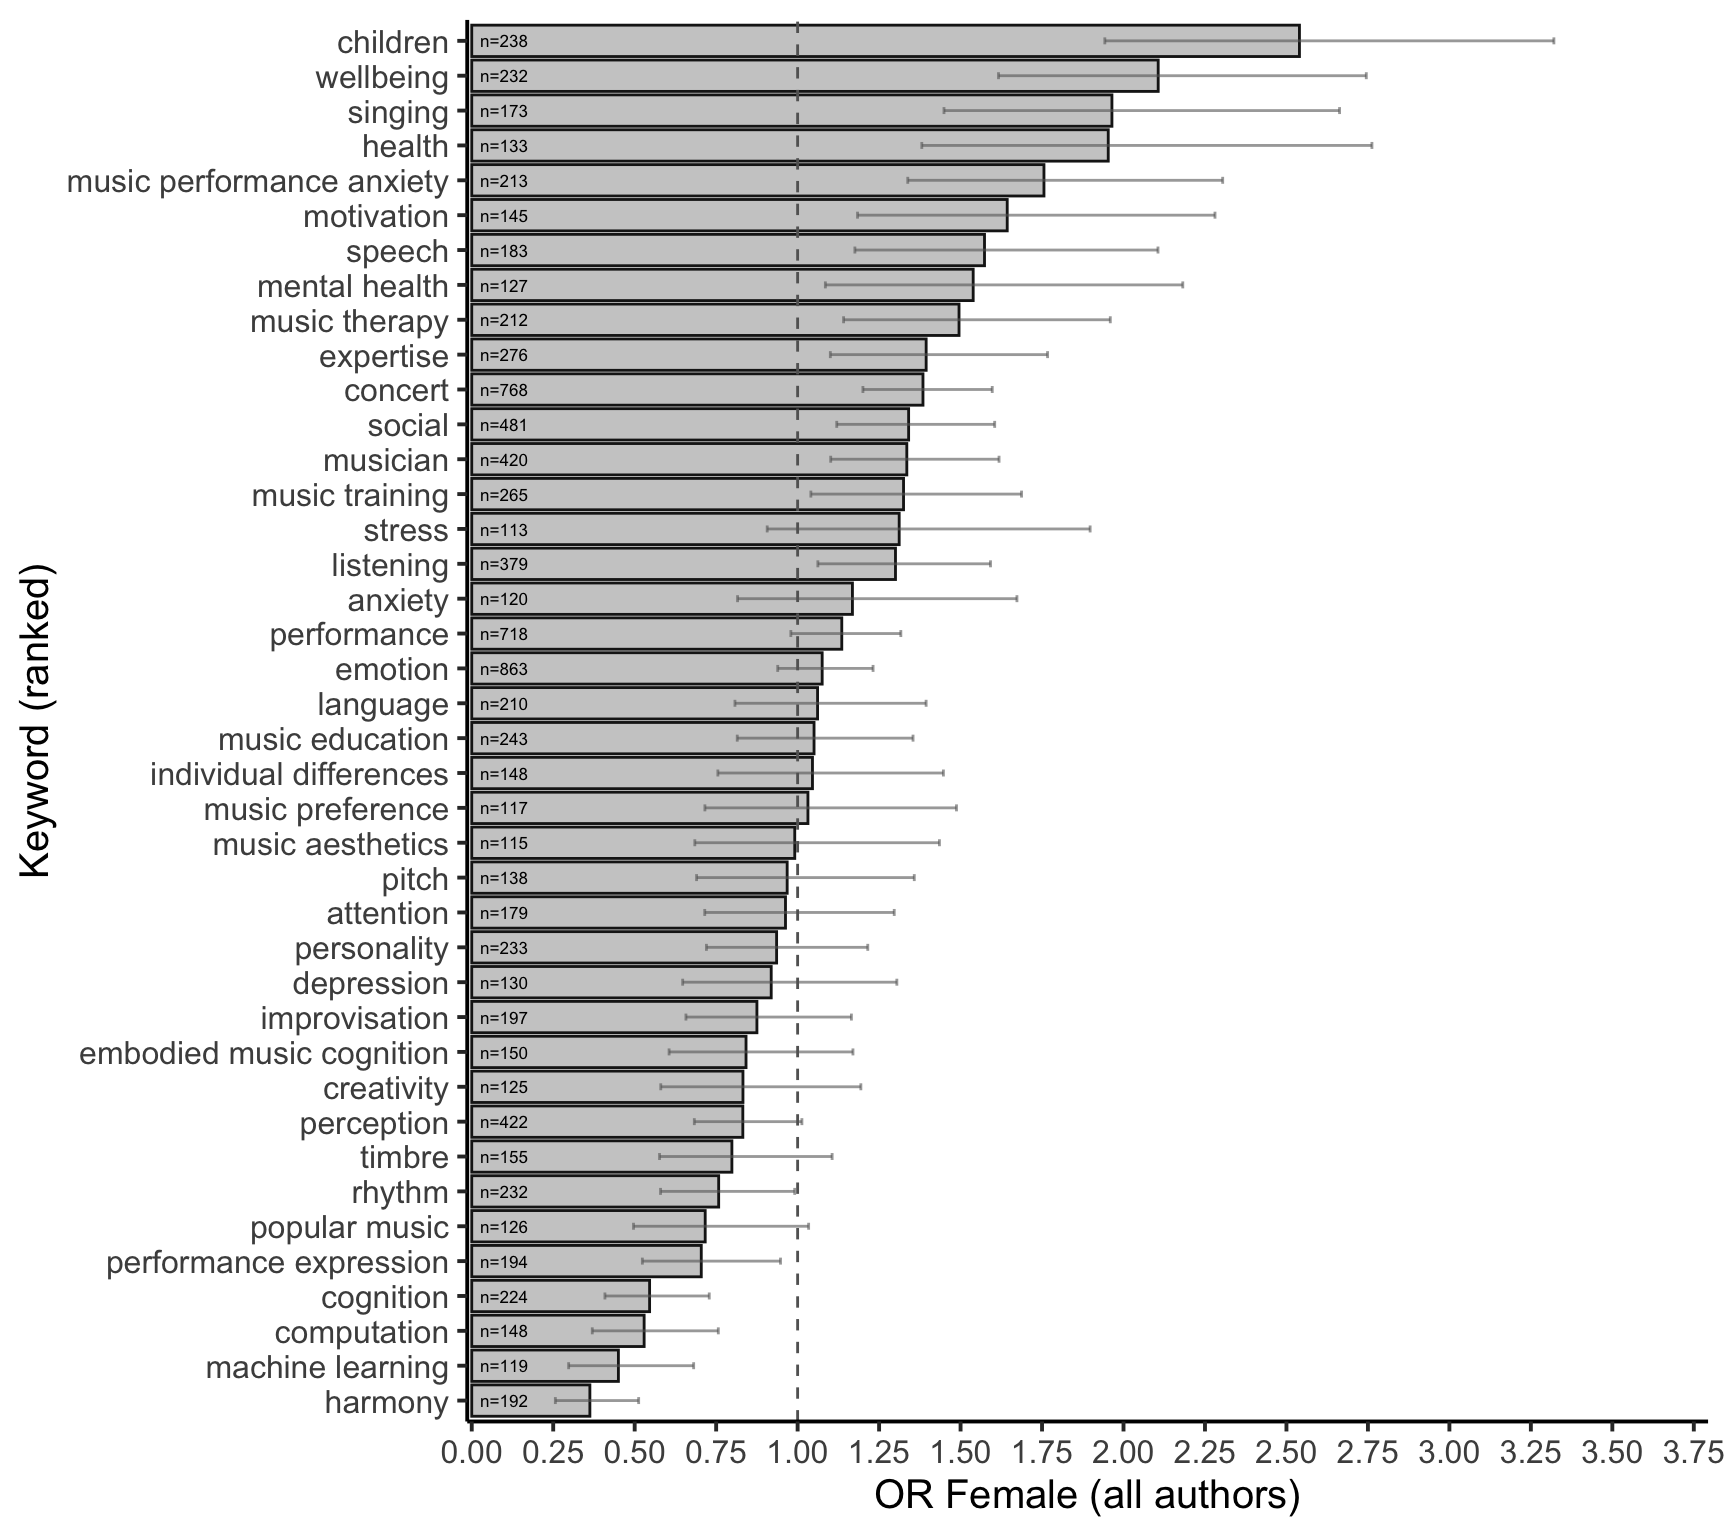 Keyword (ranked)
children n=238
wellbeing n=232
singing n=173
health n=133
music performance anxiety n=213
motivation n=145
speech n=183
mental health n=127
music therapy n=212
expertise n=276
concert n=768
social n=481
musician n=420
music training n=265
stress n=113
listening n=379
anxiety n=120
performance n=718
emotion n=863
language n=210
music education n=243
individual differences n=148
music preference n=117
music aesthetics n=115
pitch n=138
attention n=179
personality n=233
depression n=130
improvisation n=197
embodied music cognition n=150
creativity n=125
perception n=422
timbre n=155
rhythm n=232
popular music n=126
performance expression n=194
cognition n=224
computation n=148
machine learning n=119
harmony n=192
0.00 0.25 0.50 0.75 1.00 1.25 1.50 1.75 2.00 2.25 2.50 2.75 3.00 3.25 3.50 3.75
OR Female (all authors)